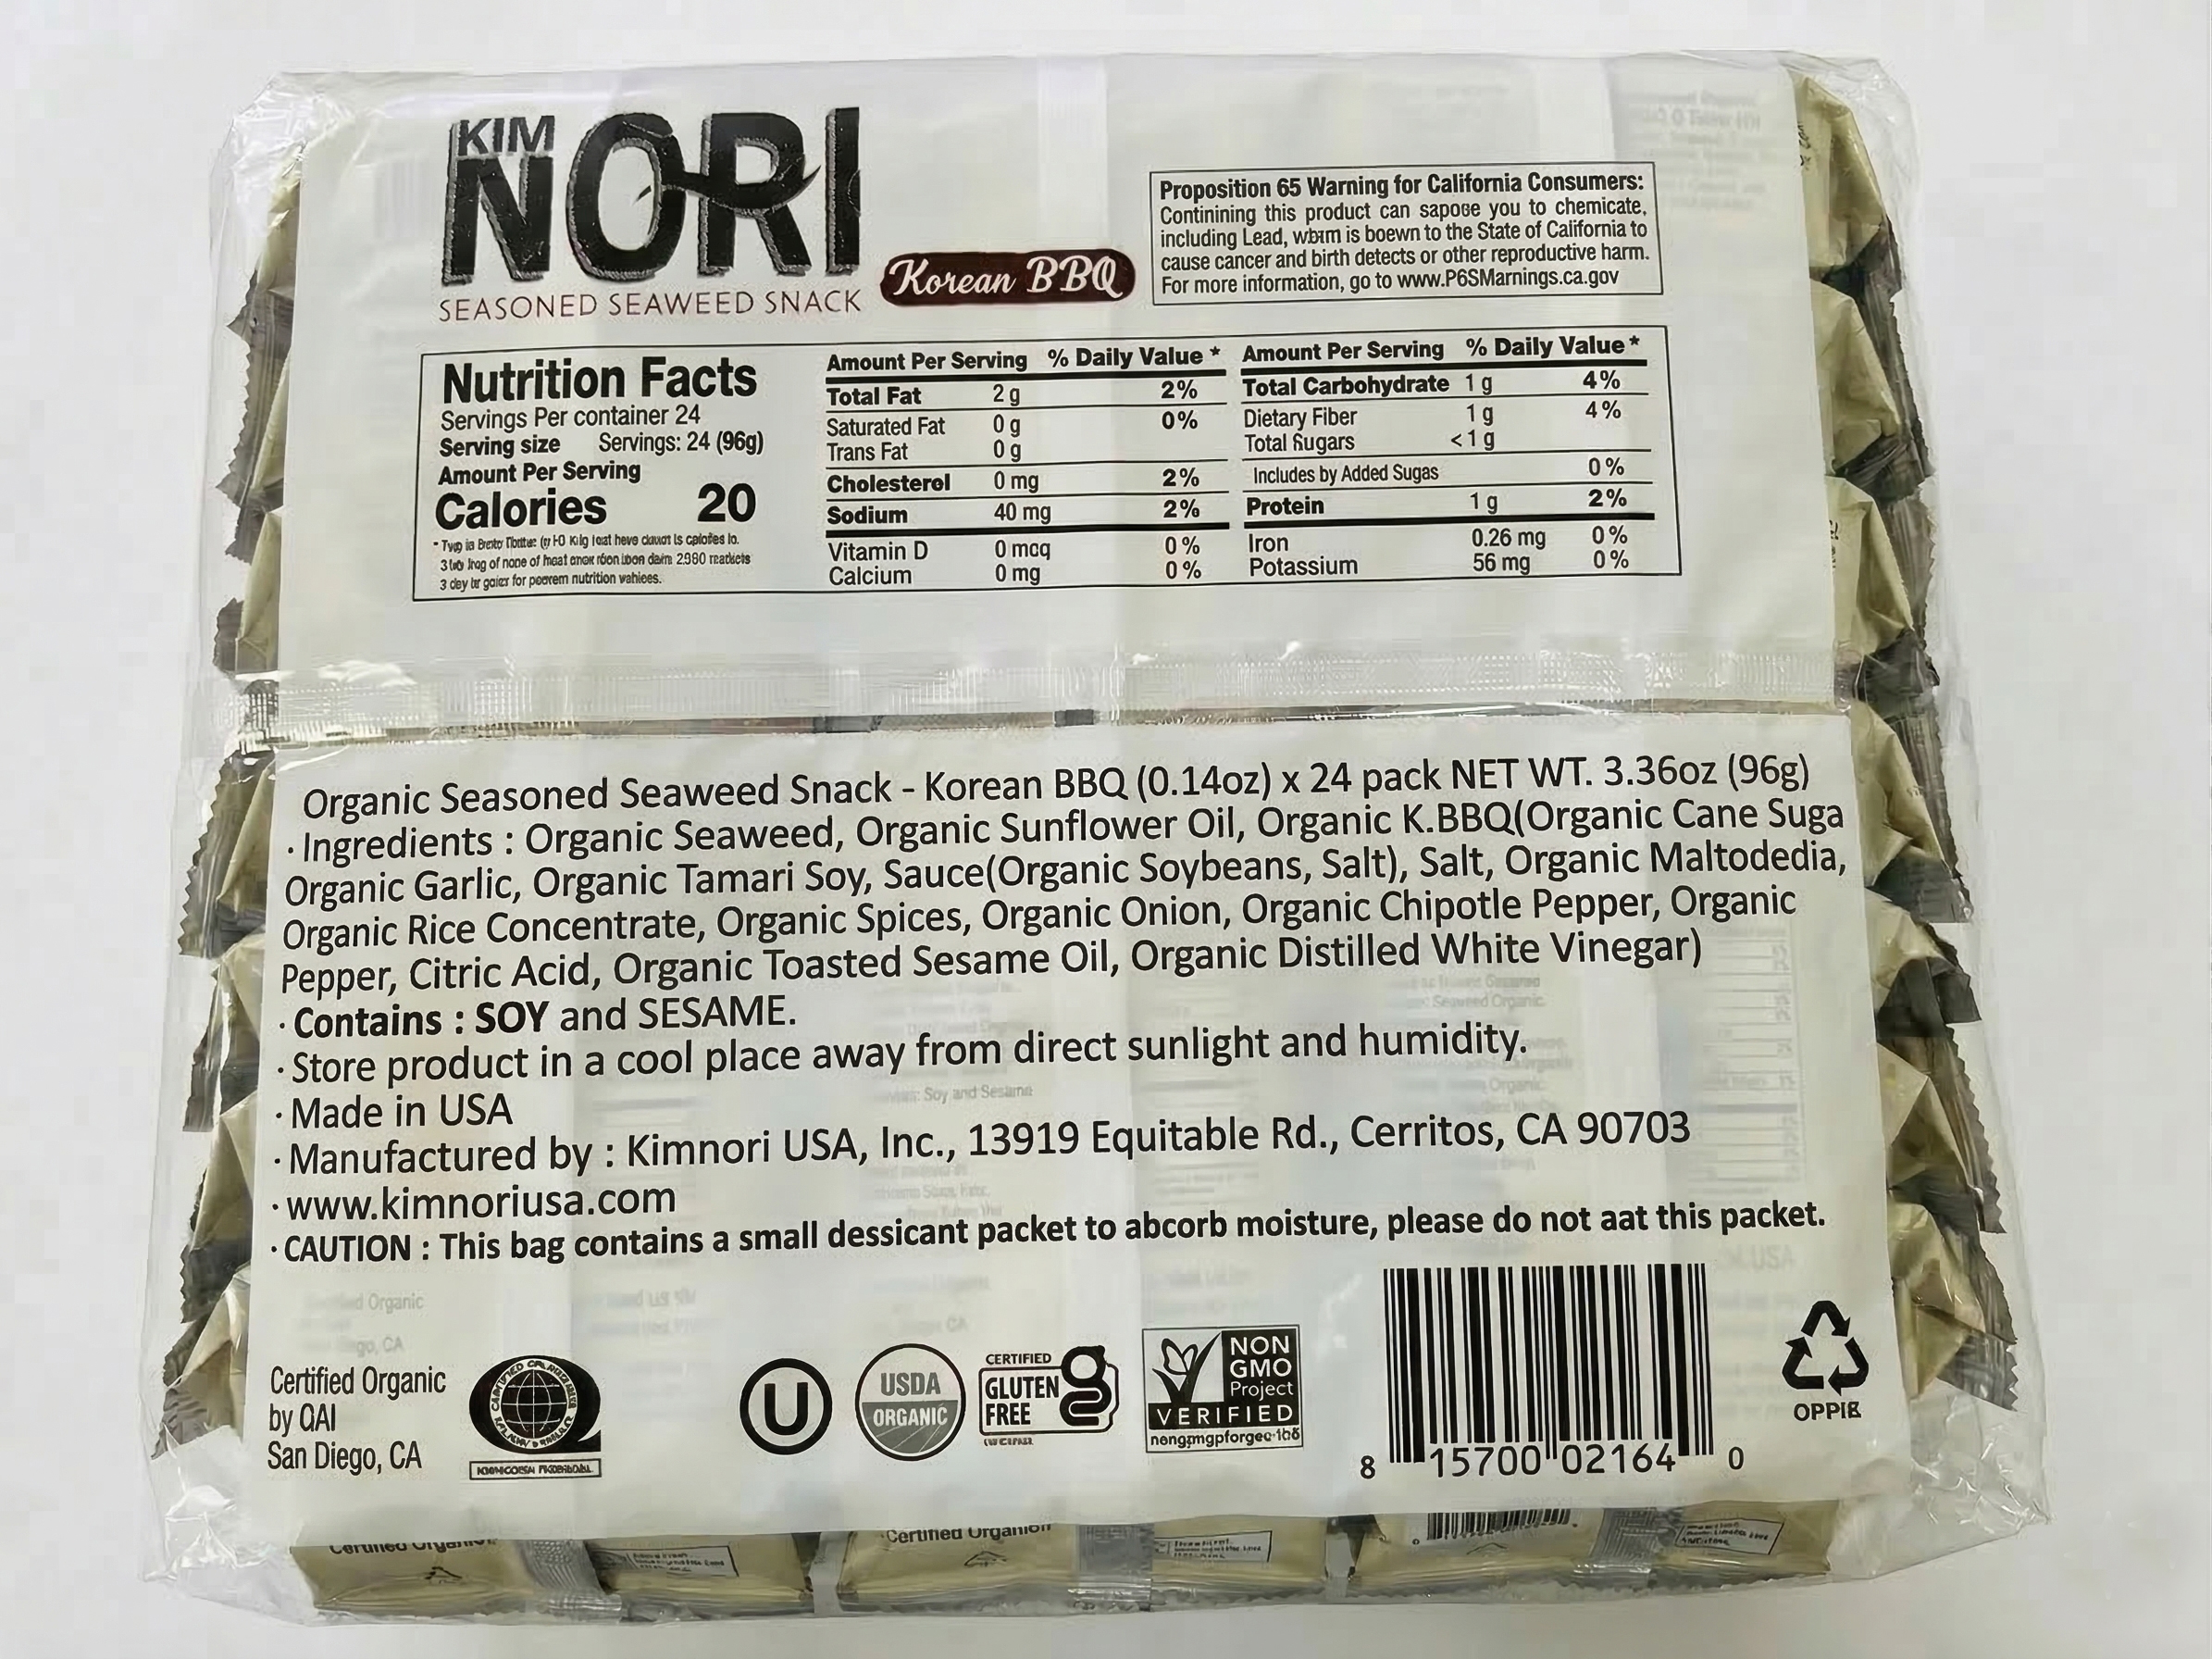 KIM
NORI
SEASONED SEAWEED SNACK
Korean BBQ
Proposition 65 Warning for California Consumers:
Continining this product can sapose you to chemicate,
including Lead, is boewn to the State of California to
cause cancer and birth detects or other reproductive harm.
For more information, go to www.P6SMarnings.ca.gov
Nutrition Facts
Servings Per container 24
Serving size Servings: 24 (96g)
Amount Per Serving
Calories 20
3 of none of 2980
3 for nutrition
Amount Per Serving % Daily Value *
Total Fat 2 g 2%
Saturated Fat 0 g 0%
Trans Fat 0 g
Cholesterol 0 mg 2%
Sodium 40 mg 2%
Vitamin D 0 mcq 0%
Calcium 0 mg 0%
Amount Per Serving % Daily Value *
Total Carbohydrate 1 g 4%
Dietary Fiber 1 g 4%
Total Sugars <1 g
Includes by Added Sugas 0%
Protein 1 g 2%
Iron 0.26 mg 0%
Potassium 56 mg 0%
Organic Seasoned Seaweed Snack - Korean BBQ (0.14oz) x 24 pack NET WT. 3.36oz (96g)
· Ingredients : Organic Seaweed, Organic Sunflower Oil, Organic K.BBQ(Organic Cane Suga
Organic Garlic, Organic Tamari Soy, Sauce(Organic Soybeans, Salt), Salt, Organic Maltodedia,
Organic Rice Concentrate, Organic Spices, Organic Onion, Organic Chipotle Pepper, Organic
Pepper, Citric Acid, Organic Toasted Sesame Oil, Organic Distilled White Vinegar)
· Contains : SOY and SESAME.
· Store product in a cool place away from direct sunlight and humidity.
· Made in USA
· Manufactured by : Kimnori USA, Inc., 13919 Equitable Rd., Cerritos, CA 90703
· www.kimnoriusa.com
· CAUTION : This bag contains a small dessicant packet to abcorb moisture, please do not aat this packet.
Certified Organic
by QAI
San Diego, CA
U
USDA
ORGANIC
CERTIFIED
GLUTEN
FREE
NON
GMO
Project
VERIFIED
8 15700 02164 0
OPPIE
Certified Organic